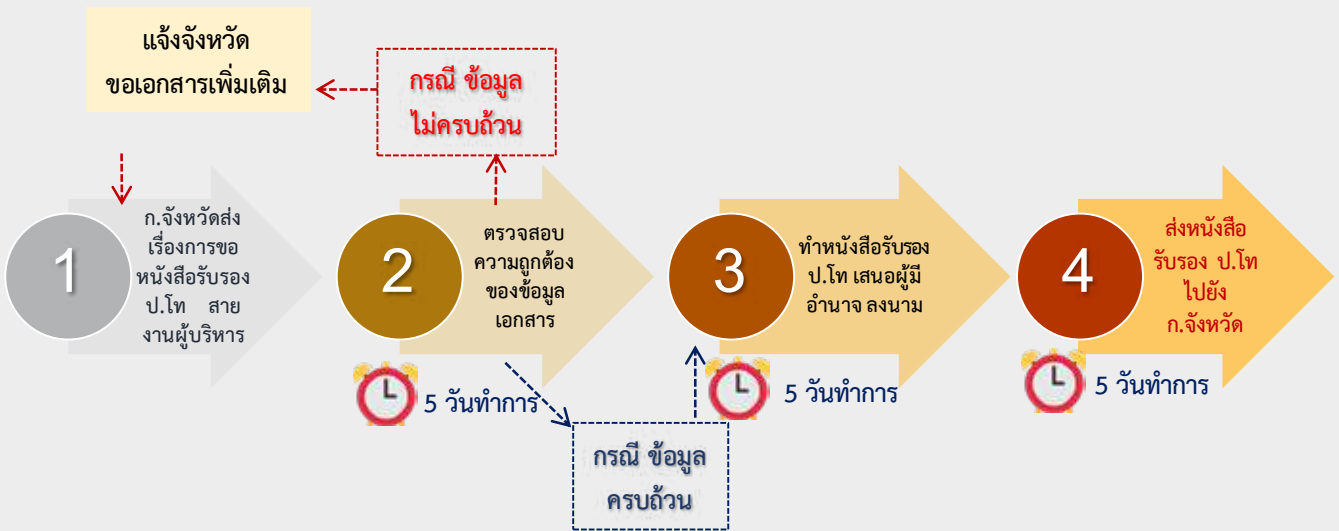 แจ้งจังหวัด
ขอเอกสารเพิ่มเติม
กรณี ข้อมูล
ไม่ครบถ้วน
1
ก.จังหวัดส่ง
เรื่องการขอ
หนังสือรับรอง
ป.โท สาย
งานผู้บริหาร
2
ตรวจสอบ
ความถูกต้อง
ของข้อมูล
เอกสาร
5 วันทำการ
กรณี ข้อมูล
ครบถ้วน
3
ทำหนังสือรับรอง
ป.โท เสนอผู้มี
อำนาจ ลงนาม
5 วันทำการ
4
ส่งหนังสือ
รับรอง ป.โท
ไปยัง
ก.จังหวัด
5 วันทำการ